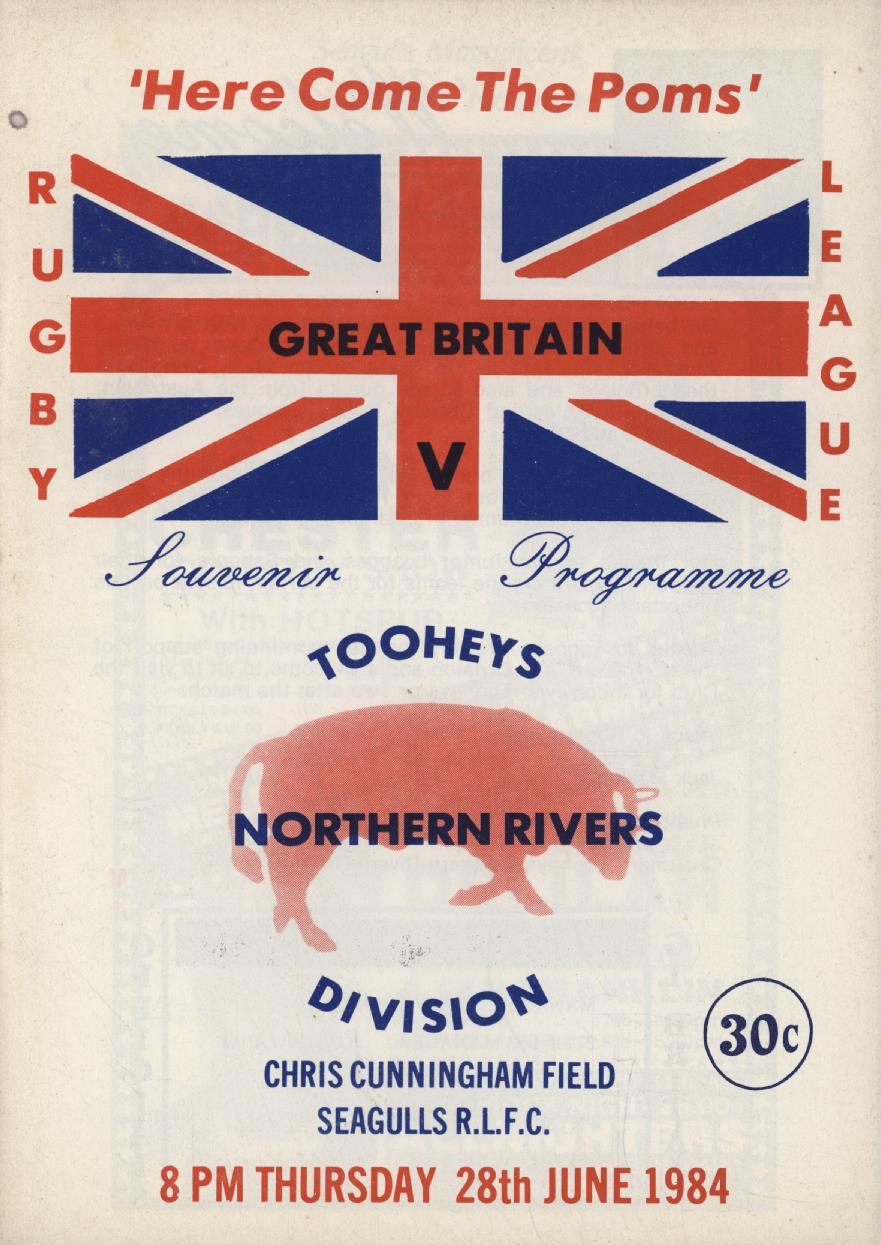 'Here Come The Poms'
RUGBY
LEAGUE
GREAT BRITAIN
V
Souvenir Programme
TOOHEYS
NORTHERN RIVERS
DIVISION
30c
CHRIS CUNNINGHAM FIELD
SEAGULLS R.L.F.C.
8 PM THURSDAY 28th JUNE 1984